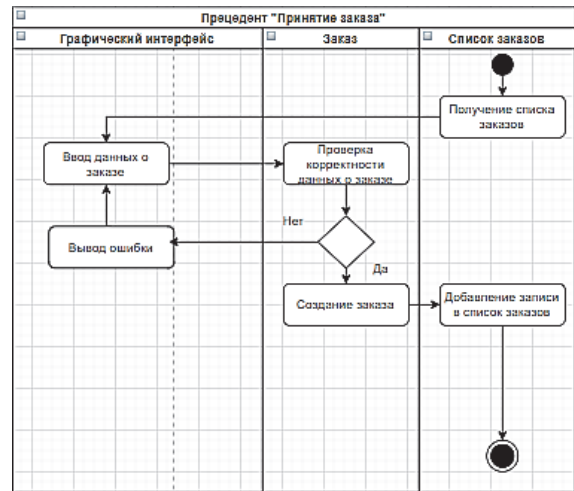 Прецедент "Принятие заказа"
Графический интерфейс
Заказ
Список заказов
Получение списка
заказов
Ввод данных о
заказе
Проверка
корректности
данных о заказе
Нет
Вывод ошибки
Да
Создание заказа
Добавление записи
в список заказов